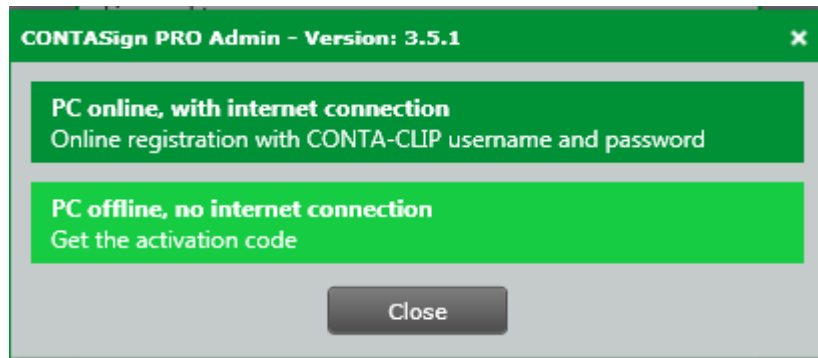 CONTASign PRO Admin - Version: 3.5.1
PC online, with internet connection
Online registration with CONTA-CLIP username and password
PC offline, no internet connection
Get the activation code
Close